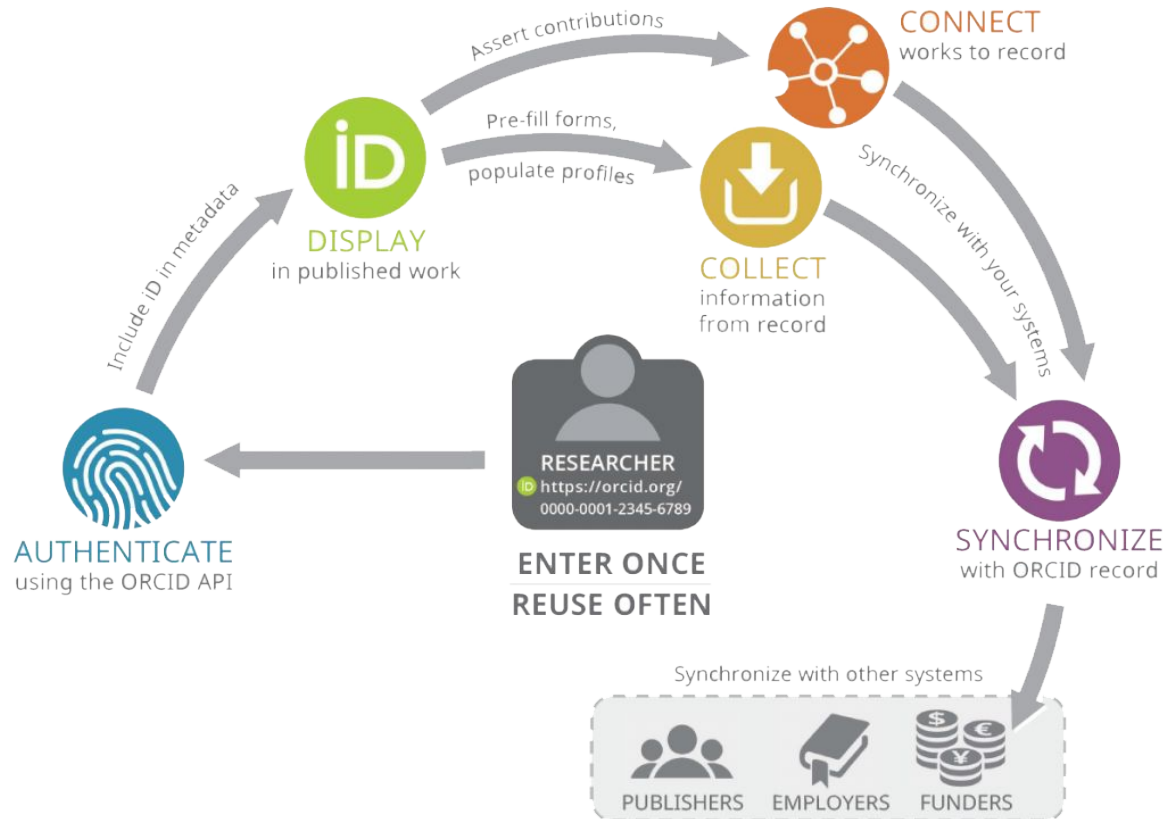 Assert contributions
CONNECT
works to record
Pre-fill forms,
populate profiles
iD
DISPLAY
in published work
Include iD in metadata
COLLECT
information
from record
Synchronize with your systems
RESEARCHER
iD https://orcid.org/
0000-0001-2345-6789
AUTHENTICATE
using the ORCID API
ENTER ONCE
REUSE OFTEN
SYNCHRONIZE
with ORCID record
Synchronize with other systems
$ € ¥
PUBLISHERS EMPLOYERS FUNDERS